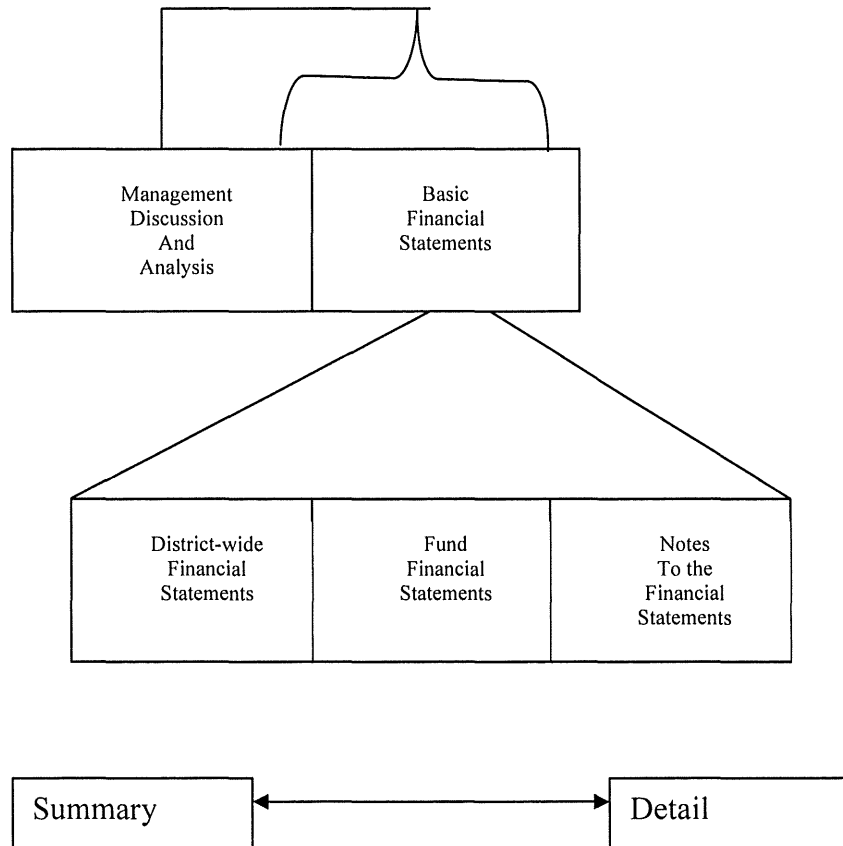 Management
Discussion
And
Analysis
Basic
Financial
Statements
District-wide
Financial
Statements
Fund
Financial
Statements
Notes
To the
Financial
Statements
Summary
Detail